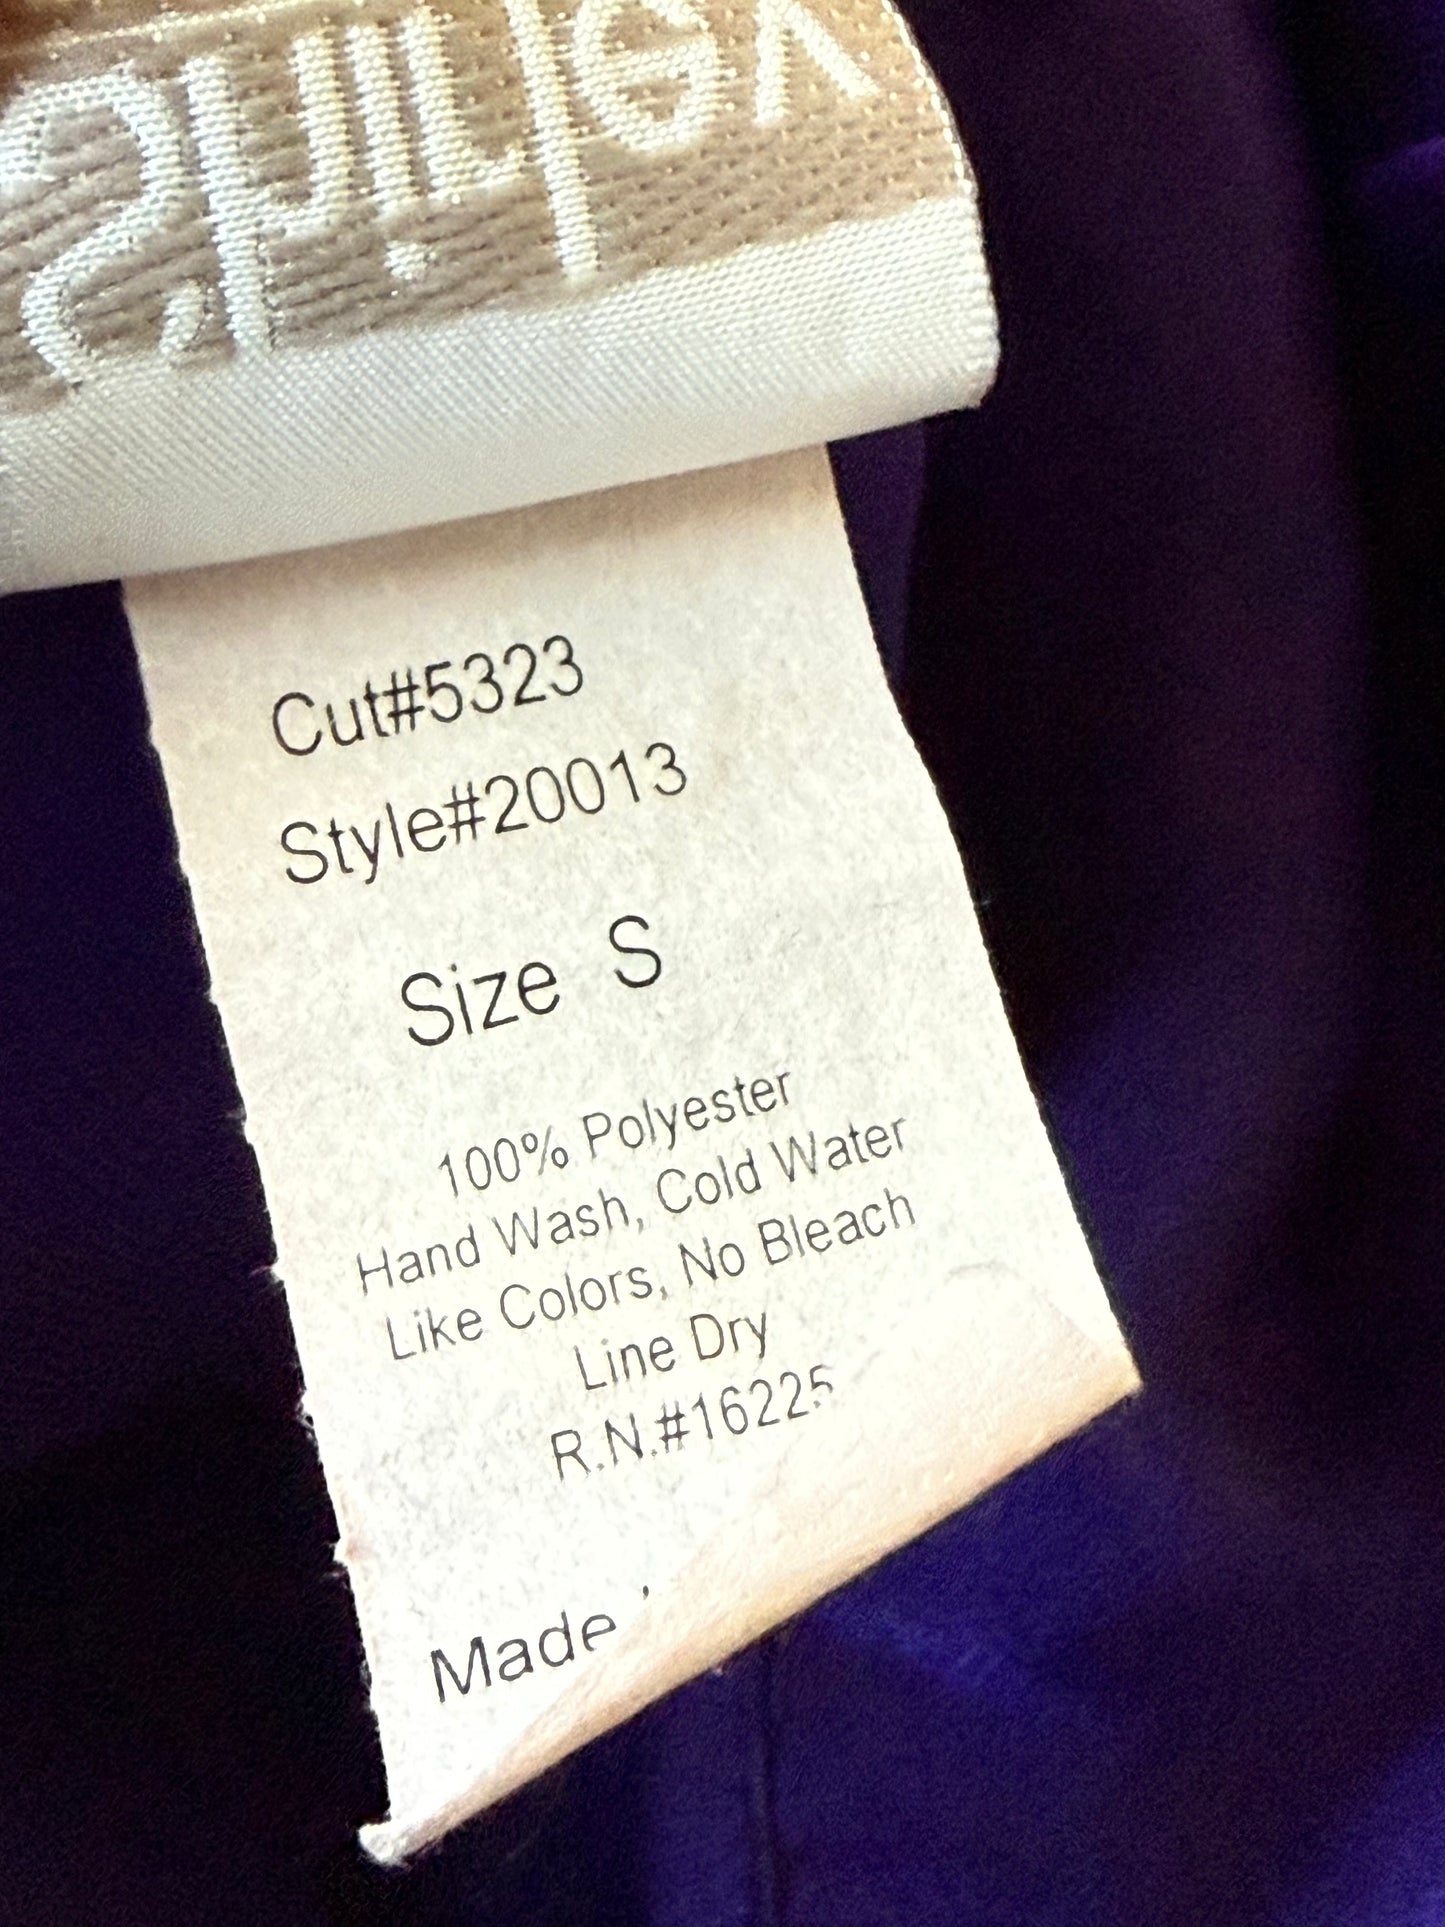 Cut#5323
Style#20013
Size S
100% Polyester
Hand Wash, Cold Water
Like Colors, No Bleach
Line Dry
R.N.#16225
Made